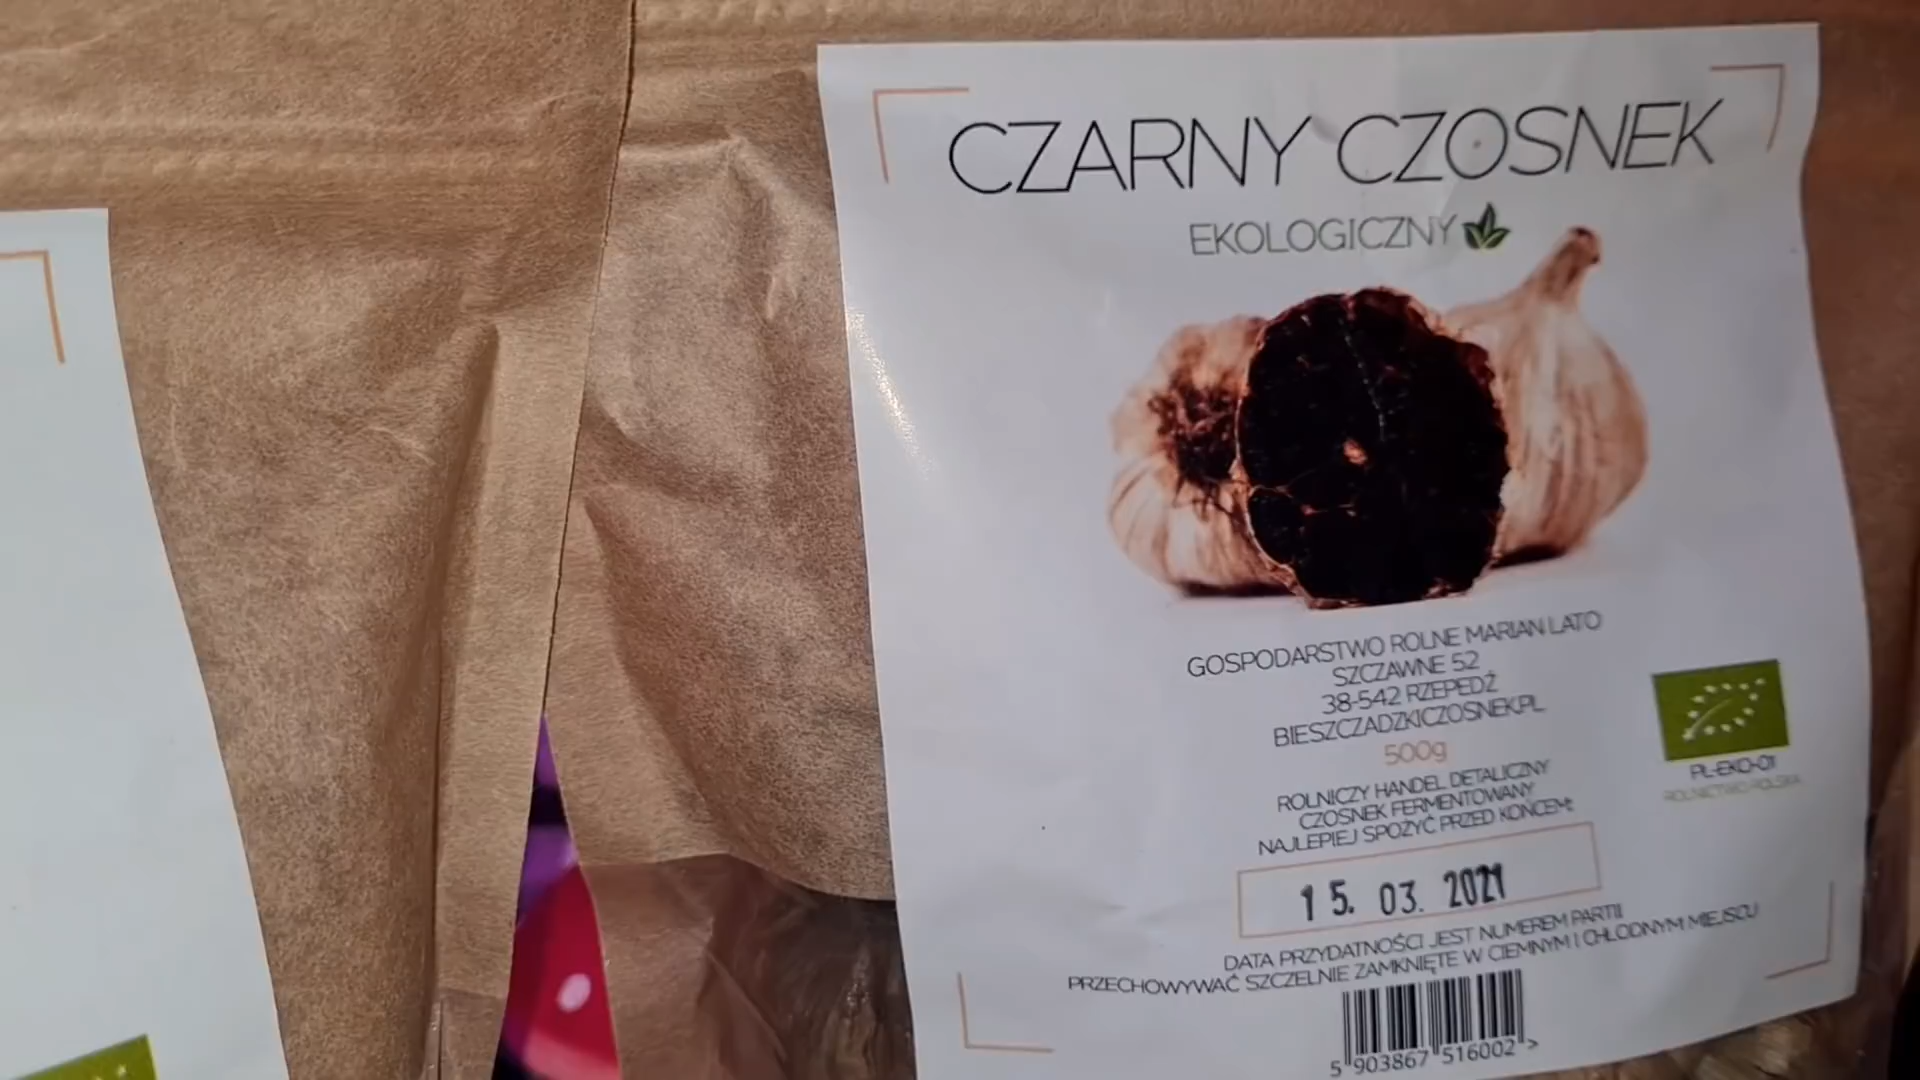 CZARNY CZOSNEK
EKOLOGICZNY
GOSPODARSTWO ROLNE MARIAN LATO
SZCZAWNE 52
38-542 RZEPEDŹ
BIESZCZADZKICZOSNEK.PL
500g
ROLNICZY HANDEL DETALICZNY
CZOSNEK FERMENTOWANY
NAJLEPIEJ SPOŻYĆ PRZED KOŃCEM:
15. 03. 2021
DATA PRZYDATNOŚCI JEST NUMEREM PARTII
PRZECHOWYWAĆ SZCZELNIE ZAMKNIĘTE W CIEMNYM I CHŁODNYM MIEJSCU
PL-EKO-01
ROLNICTWO POLSKA
5 903867 516002 >